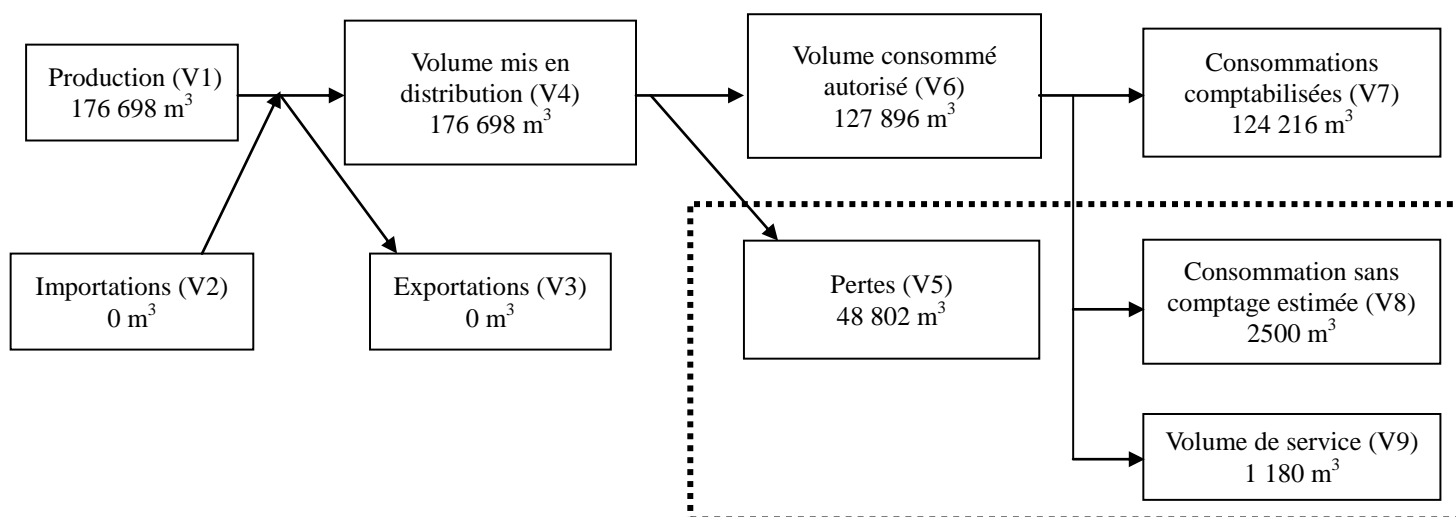 Production (V1)
176 698 m³
Volume mis en
distribution (V4)
176 698 m³
Volume consommé
autorisé (V6)
127 896 m³
Consommations
comptabilisées (V7)
124 216 m³
Importations (V2)
0 m³
Exportations (V3)
0 m³
Pertes (V5)
48 802 m³
Consommation sans
comptage estimée (V8)
2500 m³
Volume de service (V9)
1 180 m³